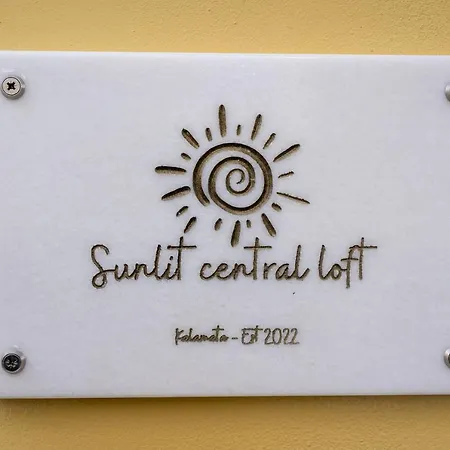 Sunlit central loft
Kalamata - Est 2022